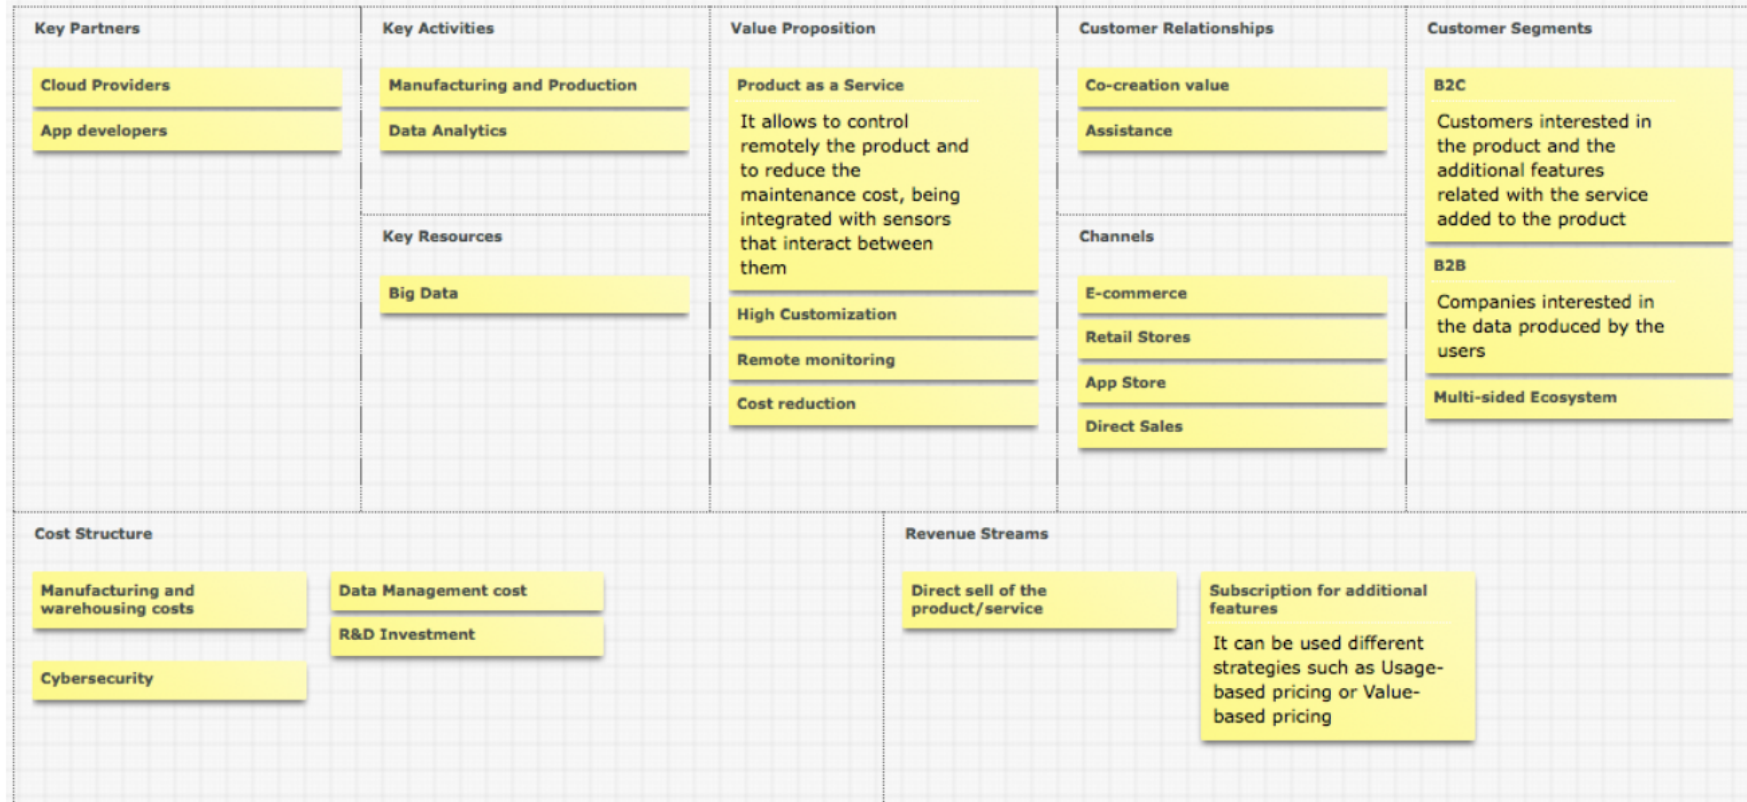 Key Partners
Cloud Providers
App developers
Key Activities
Manufacturing and Production
Data Analytics
Key Resources
Big Data
Value Proposition
Product as a Service
It allows to control
remotely the product and
to reduce the
maintenance cost, being
integrated with sensors
that interact between
them
High Customization
Remote monitoring
Cost reduction
Customer Relationships
Co-creation value
Assistance
Channels
E-commerce
Retail Stores
App Store
Direct Sales
Customer Segments
B2C
Customers interested in
the product and the
additional features
related with the service
added to the product
B2B
Companies interested in
the data produced by the
users
Multi-sided Ecosystem
Cost Structure
Manufacturing and
warehousing costs
Cybersecurity
Data Management cost
R&D Investment
Revenue Streams
Direct sell of the
product/service
Subscription for additional
features
It can be used different
strategies such as Usage-
based pricing or Value-
based pricing